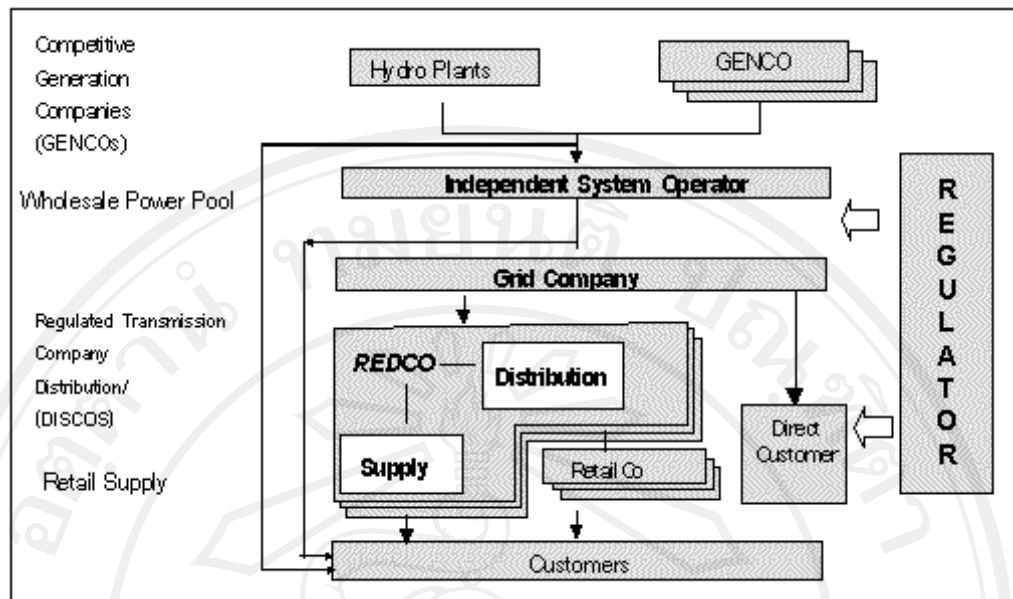 Competitive
Generation
Companies
(GENCOs)
Hydro Plants
GENCO
Independent System Operator
Wholesale Power Pool
Grid Company
Regulated Transmission
Company
Distribution/
(DISCOS)
REDCO
Distribution
Supply
Retail Co
Direct
Customer
Retail Supply
Customers
REGULATOR